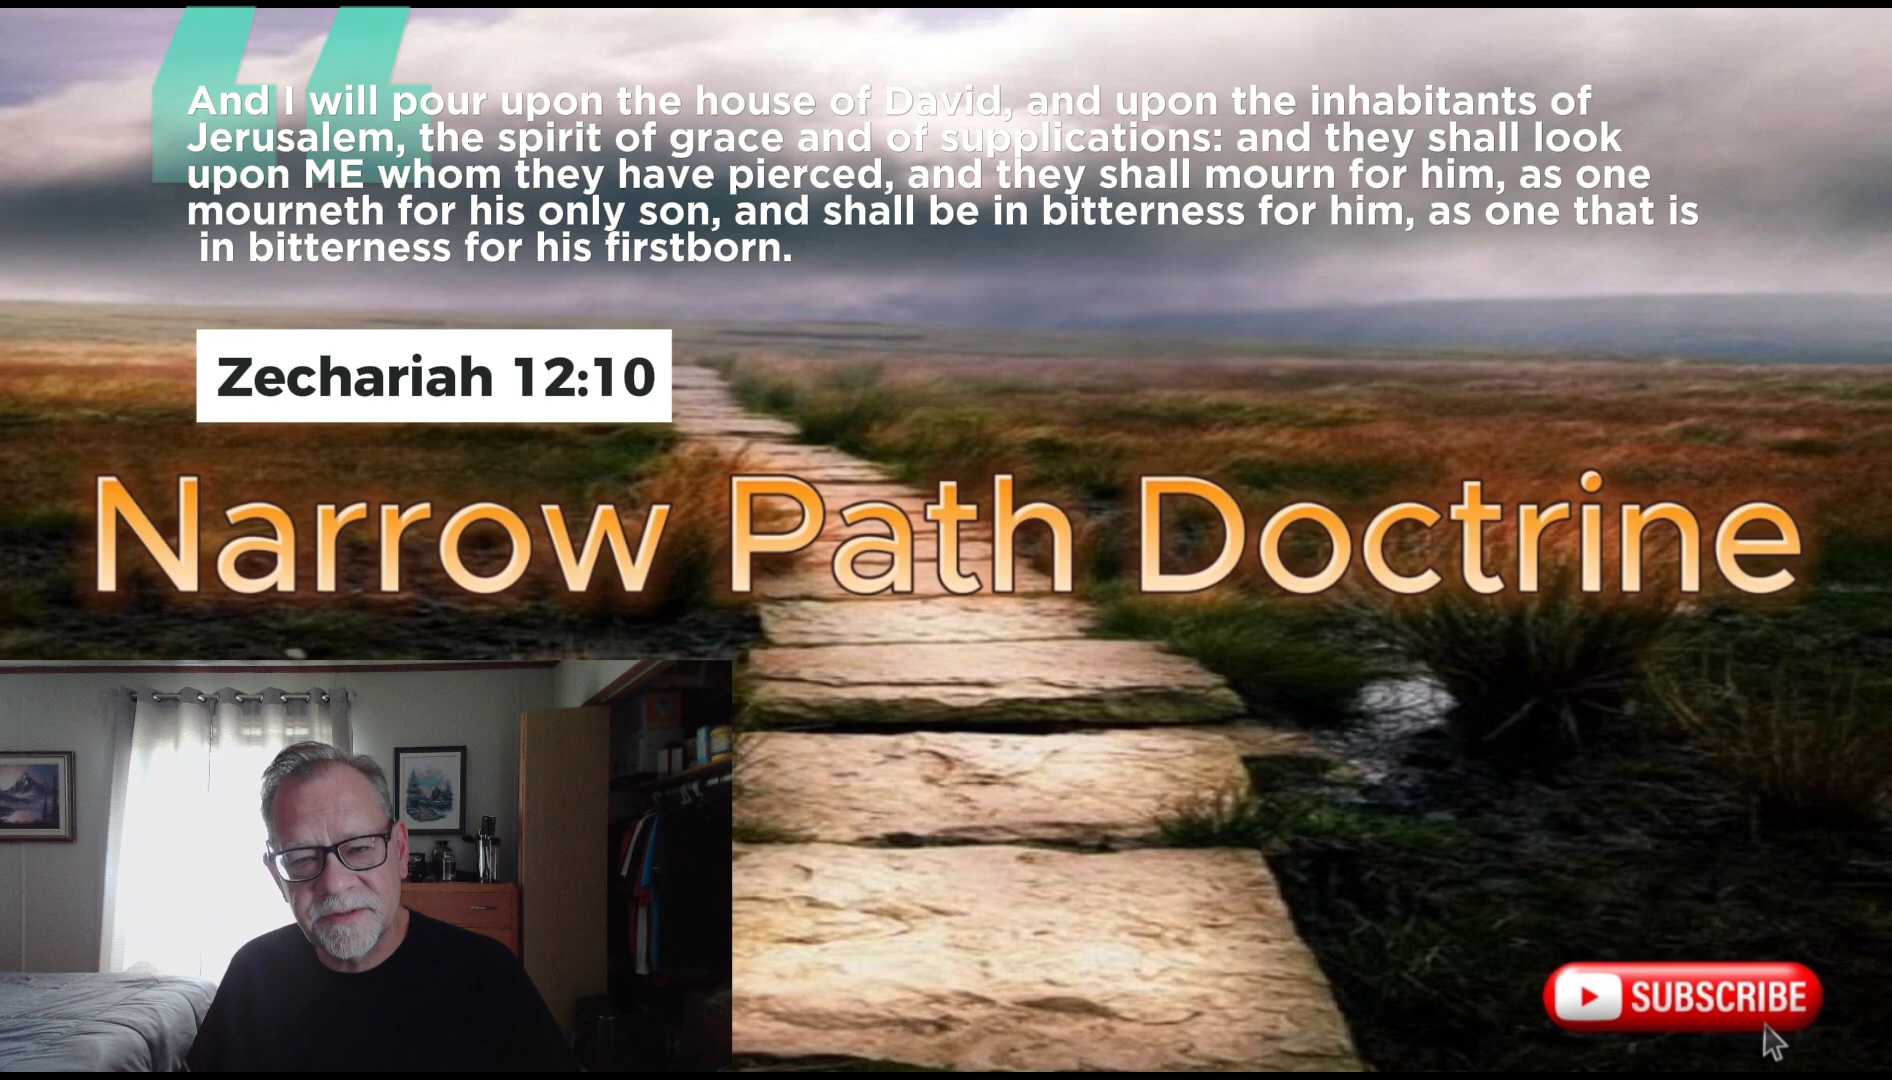 And I will pour upon the house of David, and upon the inhabitants of
Jerusalem, the spirit of grace and of supplications: and they shall look
upon ME whom they have pierced, and they shall mourn for him, as one
mourneth for his only son, and shall be in bitterness for him, as one that is
in bitterness for his firstborn.
Zechariah 12:10
Narrow Path Doctrine
SUBSCRIBE